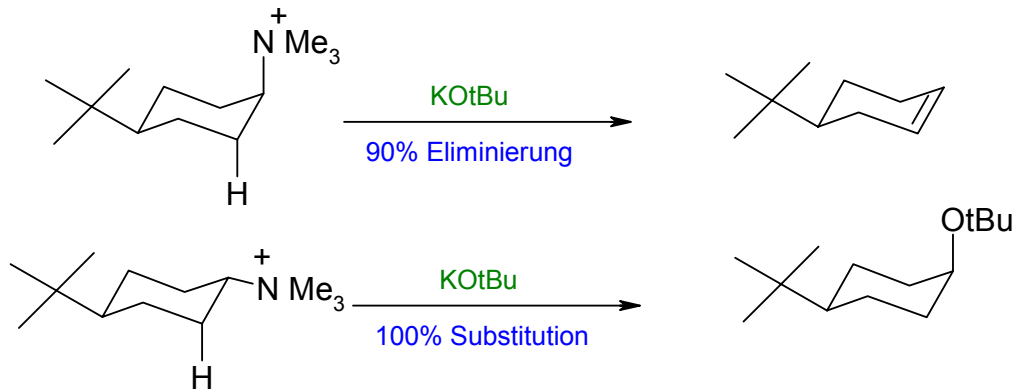 +
N Me3
KOtBu
90% Eliminierung
H
OtBu
+
N Me3
KOtBu
100% Substitution
H